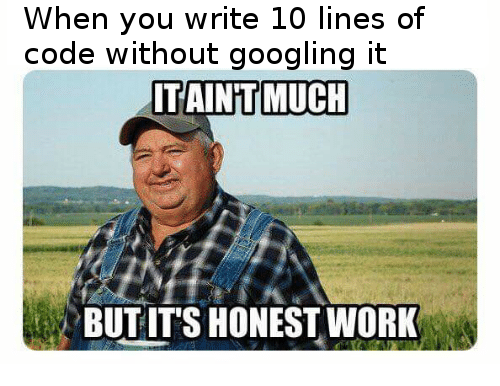 When you write 10 lines of
code without googling it
IT AIN'T MUCH
BUT IT'S HONEST WORK